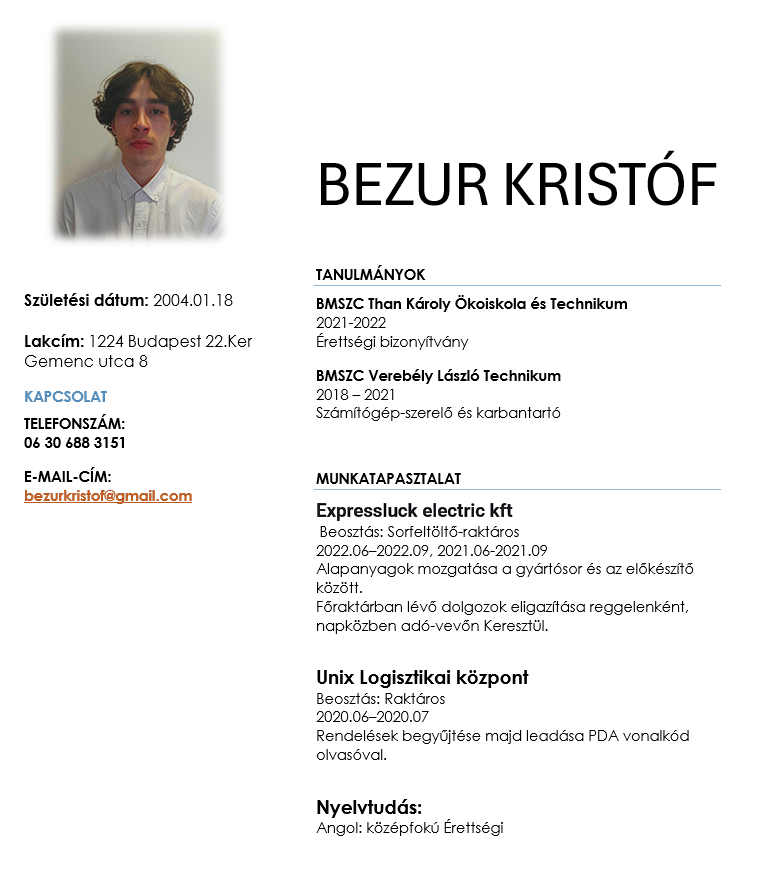 BEZUR KRISTÓF
Születési dátum: 2004.01.18
Lakcím: 1224 Budapest 22.Ker
Gemenc utca 8
KAPCSOLAT
TELEFONSZÁM:
06 30 688 3151
E-MAIL-CÍM:
bezurkristof@gmail.com
TANULMÁNYOK
BMSZC Than Károly Ökoiskola és Technikum
2021-2022
Érettségi bizonyítvány
BMSZC Verebély László Technikum
2018 – 2021
Számítógép-szerelő és karbantartó
MUNKATAPASZTALAT
Expressluck electric kft
Beosztás: Sorfeltöltő-raktáros
2022.06–2022.09, 2021.06-2021.09
Alapanyagok mozgatása a gyártósor és az előkészítő
között.
Főraktárban lévő dolgozok eligazítása reggelenként,
napközben adó-vevőn Keresztül.
Unix Logisztikai központ
Beosztás: Raktáros
2020.06–2020.07
Rendelések begyűjtése majd leadása PDA vonalkód
olvasóval.
Nyelvtudás:
Angol: középfokú Érettségi